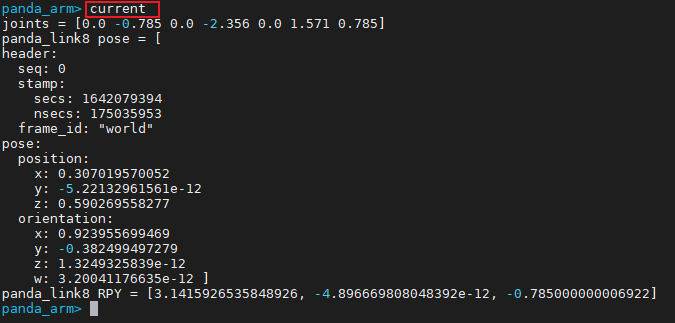 panda_arm> current
joints = [0.0 -0.785 0.0 -2.356 0.0 1.571 0.785]
panda_link8 pose = [
header:
  seq: 0
  stamp:
    secs: 1642079394
    nsecs: 175035953
  frame_id: "world"
pose:
  position:
    x: 0.307019570052
    y: -5.22132961561e-12
    z: 0.590269558277
  orientation:
    x: 0.923955699469
    y: -0.382499497279
    z: 1.3249325839e-12
    w: 3.20041176635e-12 ]
panda_link8 RPY = [3.1415926535848926, -4.896669808048392e-12, -0.785000000006922]
panda_arm>